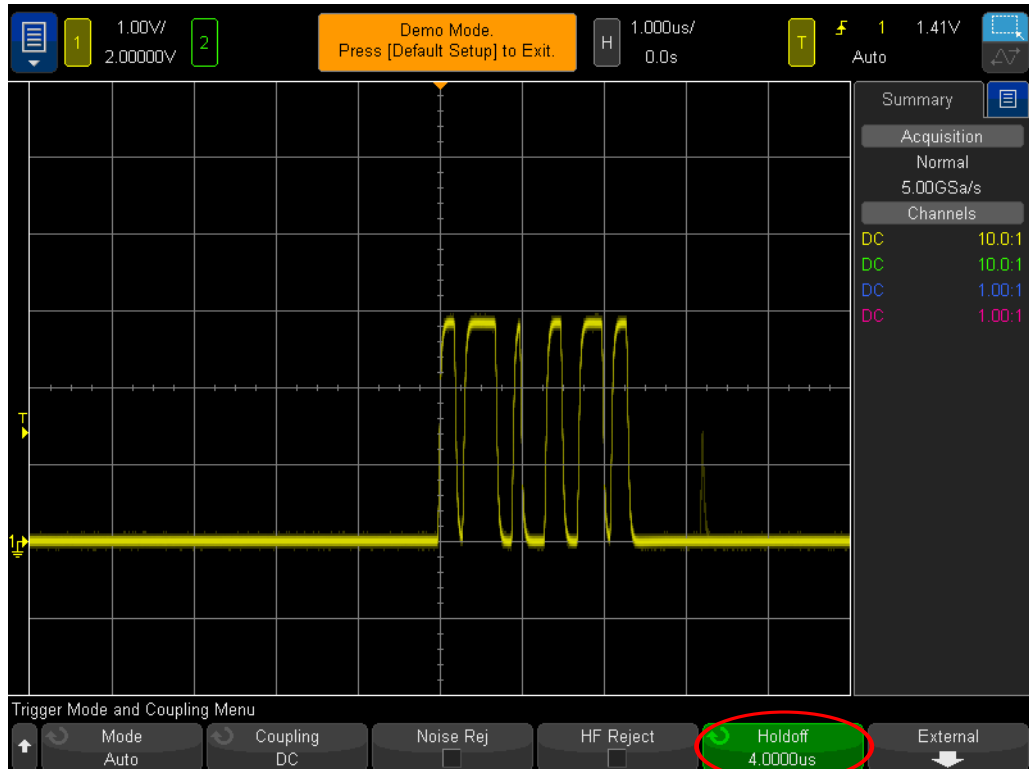 1
1.00V/
2.00000V
2
Demo Mode.
Press [Default Setup] to Exit.
H
1.000us/
0.0s
T
1
1.41V
Auto
Summary
Acquisition
Normal
5.00GSa/s
Channels
DC 10.0:1
DC 10.0:1
DC 1.00:1
DC 1.00:1
T
1
Trigger Mode and Coupling Menu
Mode
Auto
Coupling
DC
Noise Rej
HF Reject
Holdoff
4.0000us
External